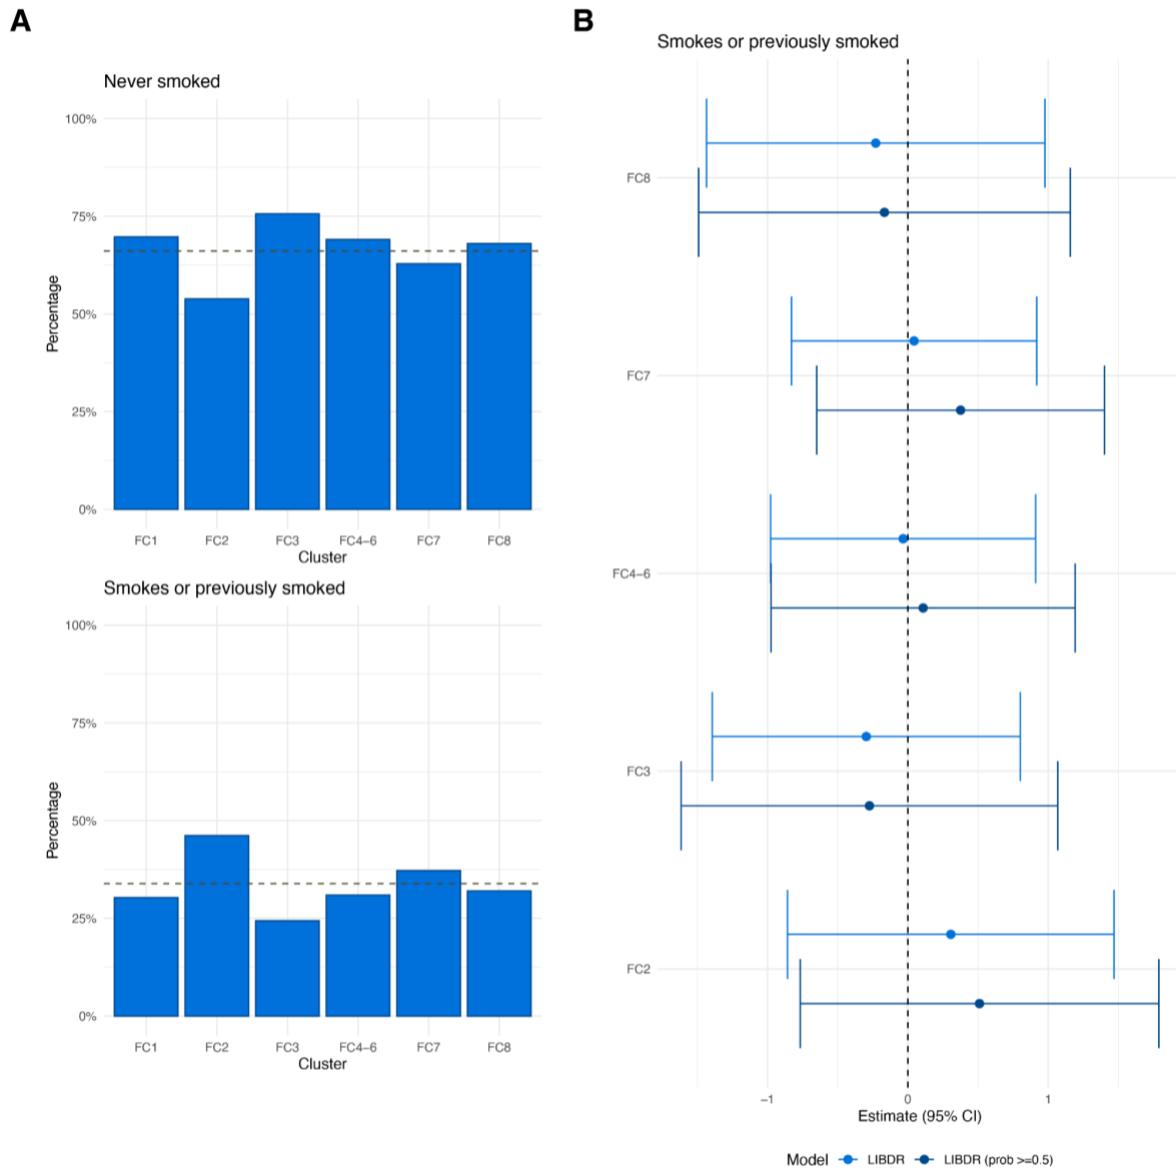 A
Never smoked
100%
75%
50%
25%
0%
Percentage
FC1 FC2 FC3 FC4–6 FC7 FC8
Cluster
Smokes or previously smoked
100%
75%
50%
25%
0%
Percentage
FC1 FC2 FC3 FC4–6 FC7 FC8
Cluster
B
Smokes or previously smoked
FC8
FC7
FC4–6
FC3
FC2
−1 0 1
Estimate (95% CI)
Model LIBDR LIBDR (prob >=0.5)